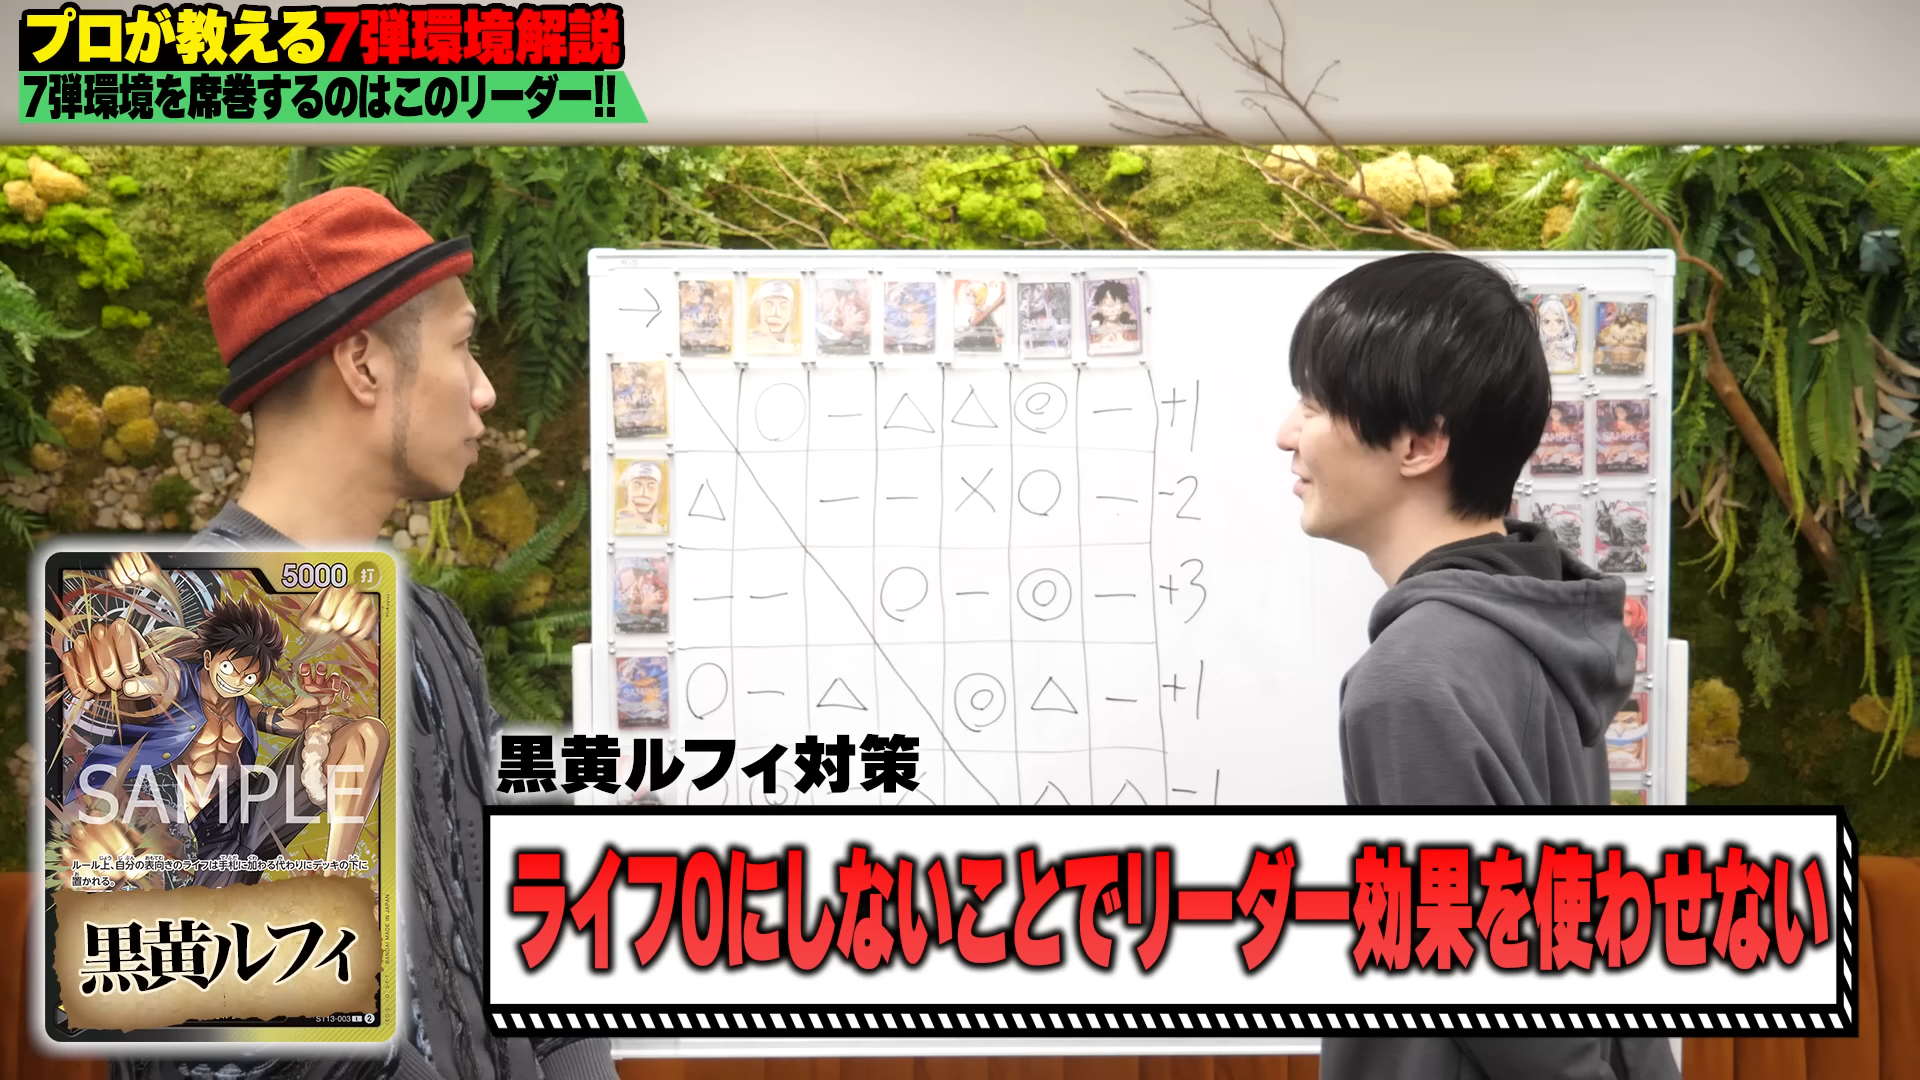 プロが教える7弾環境解説
7弾環境を席巻するのはこのリーダー!!
→
○ － △ △ ◎ － +1
△ － － × ○ － -2
－ － ○ － ◎ － +3
○ － △ ◎ △ － +1
-1
5000 打
SAMPLE
ルール上、自分の表向きのライフは手札に加わる代わりにデッキの下に
置かれる。
黒黄ルフィ
ST13-003 L 2
黒黄ルフィ対策
ライフ0にしないことでリーダー効果を使わせない